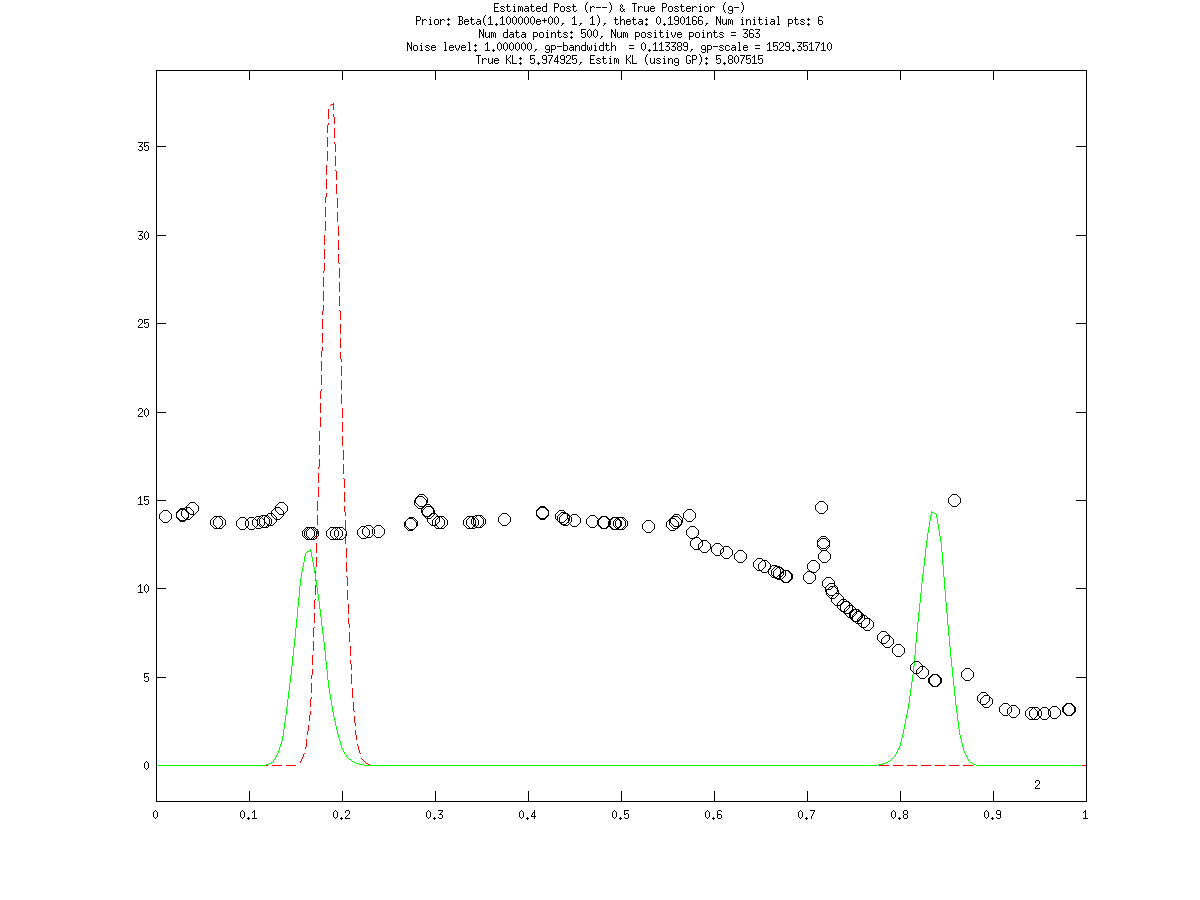 Estimated Post (r--) & True Posterior (g-)
Prior: Beta(1.100000e+00, 1, 1), theta: 0.190166, Num initial pts: 6
Num data points: 500, Num positive points = 363
Noise level: 1.000000, gp-bandwidth  = 0.113389, gp-scale = 1529.351710
True KL: 5.974925, Estim KL (using GP): 5.807515
35
30
25
20
15
10
5
0
2
0 0.1 0.2 0.3 0.4 0.5 0.6 0.7 0.8 0.9 1